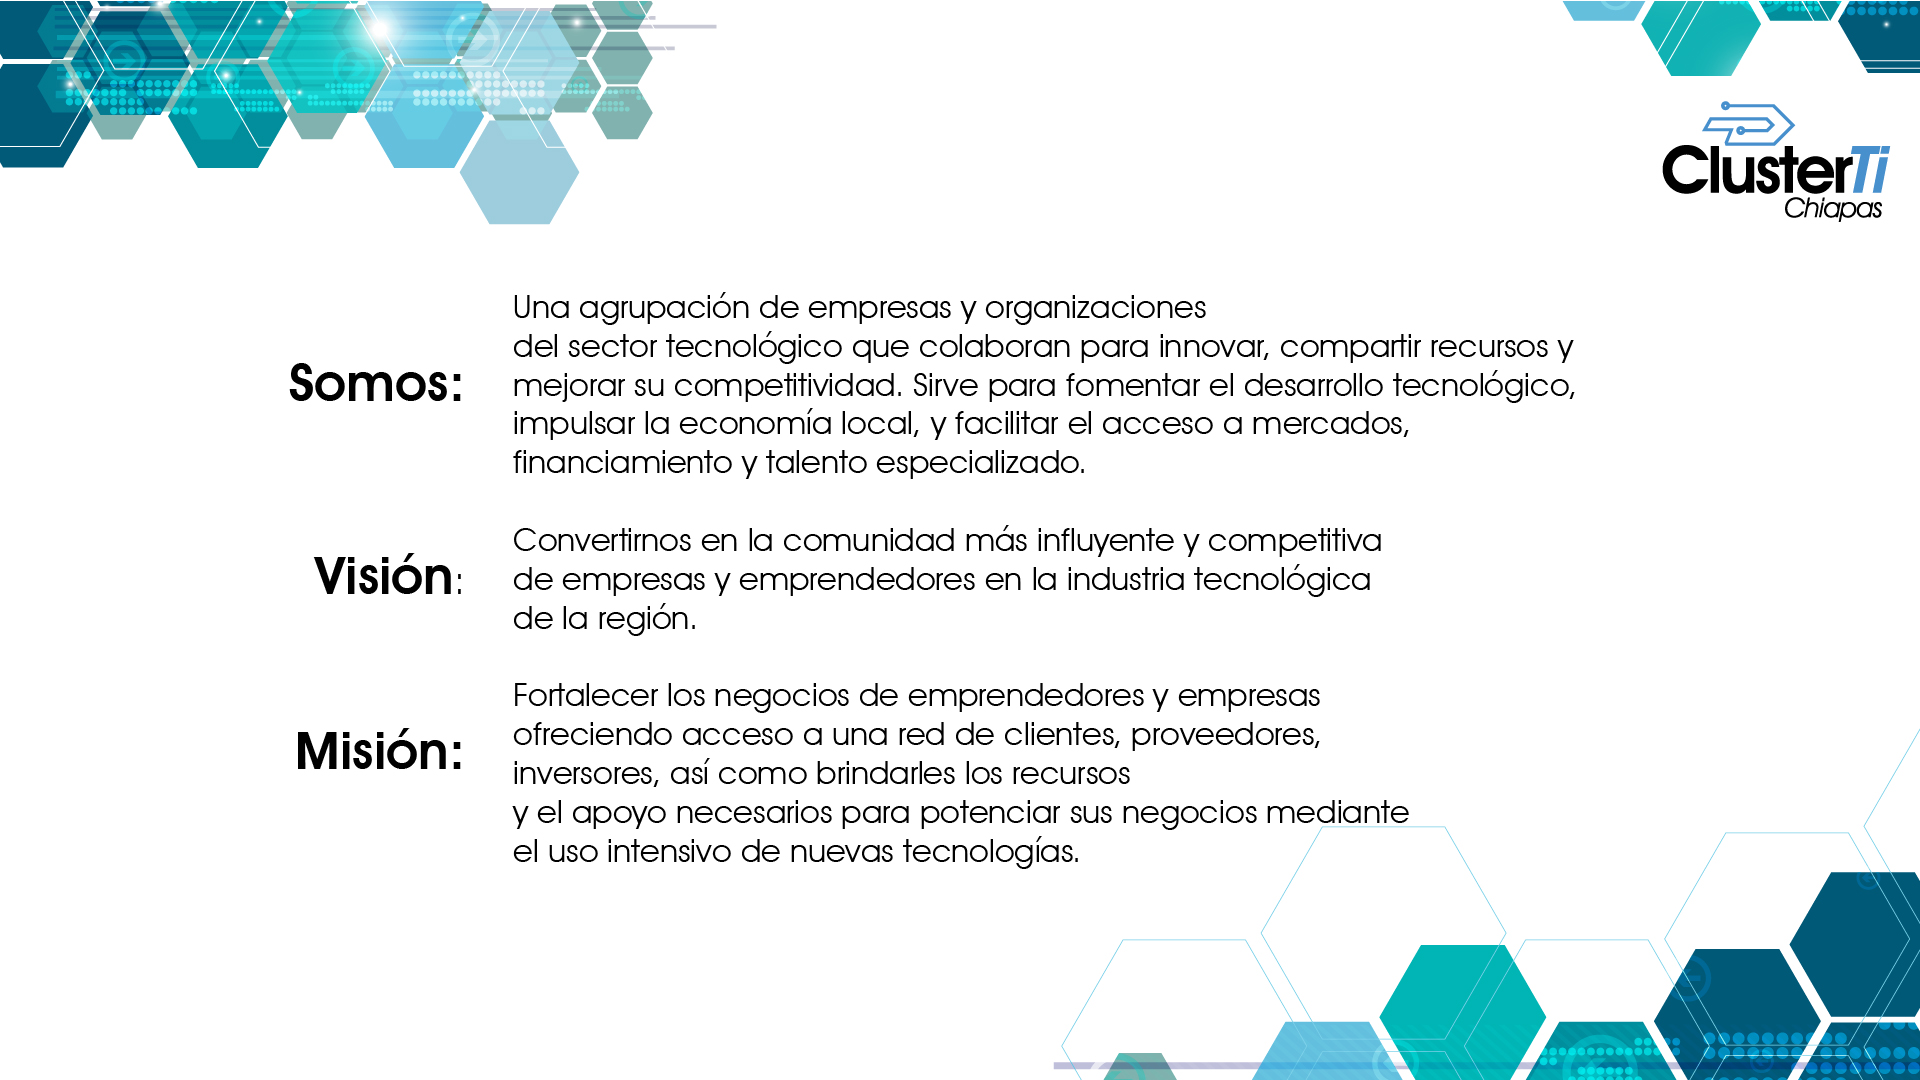 ClusterTi
Chiapas
Somos:
Una agrupación de empresas y organizaciones
del sector tecnológico que colaboran para innovar, compartir recursos y
mejorar su competitividad. Sirve para fomentar el desarrollo tecnológico,
impulsar la economía local, y facilitar el acceso a mercados,
financiamiento y talento especializado.
Visión:
Convertirnos en la comunidad más influyente y competitiva
de empresas y emprendedores en la industria tecnológica
de la región.
Misión:
Fortalecer los negocios de emprendedores y empresas
ofreciendo acceso a una red de clientes, proveedores,
inversores, así como brindarles los recursos
y el apoyo necesarios para potenciar sus negocios mediante
el uso intensivo de nuevas tecnologías.